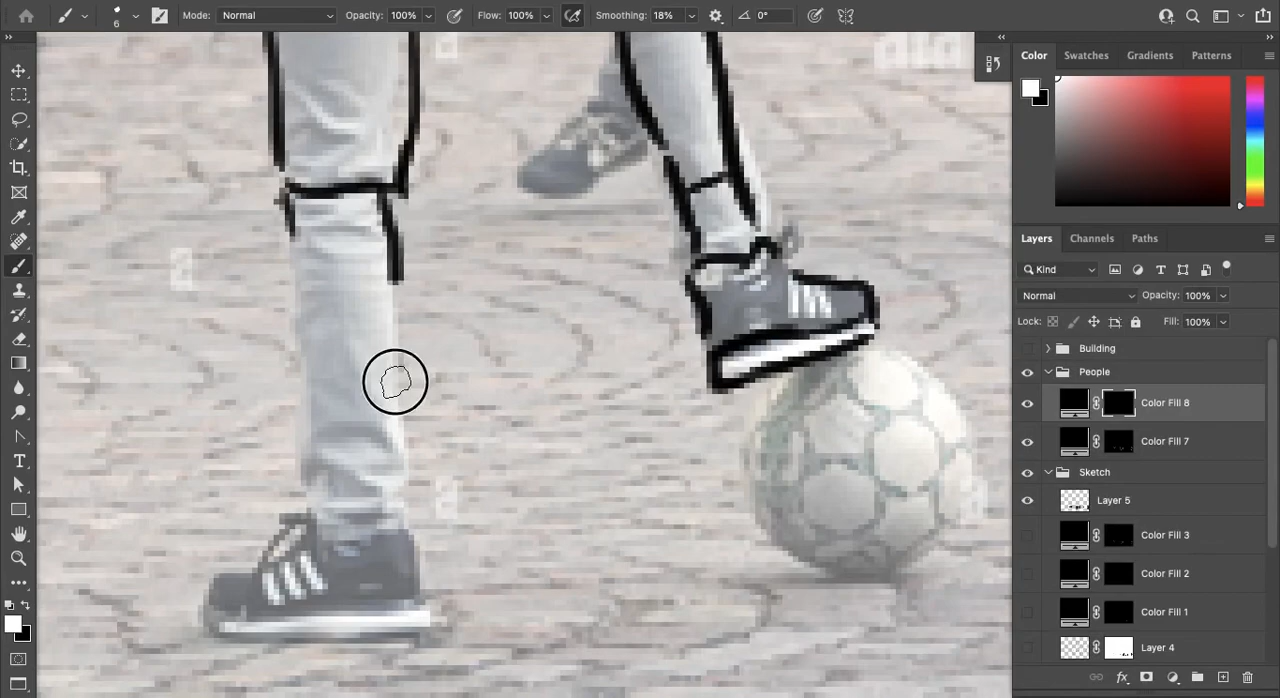 6 Mode: Normal Opacity: 100% Flow: 100% Smoothing: 18% 0°
Color Swatches Gradients Patterns
Layers Channels Paths
Kind
Normal Opacity: 100%
Lock: Fill: 100%
Building
People
Color Fill 8
Color Fill 7
Sketch
Layer 5
Color Fill 3
Color Fill 2
Color Fill 1
Layer 4
fx